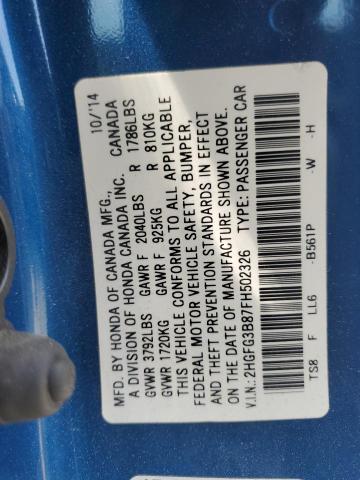 MFD. BY HONDA OF CANADA MFG., 10/'14
A DIVISION OF HONDA CANADA INC. CANADA
GVWR 3792LBS GAWR F 2040LBS R 1786LBS
GVWR 1720KG GAWR F 925KG R 810KG
THIS VEHICLE CONFORMS TO ALL APPLICABLE
FEDERAL MOTOR VEHICLE SAFETY, BUMPER,
AND THEFT PREVENTION STANDARDS IN EFFECT
ON THE DATE OF MANUFACTURE SHOWN ABOVE.
V.I.N.: 2HGFG3B87FH502326 TYPE: PASSENGER CAR
TS8 F LL6 -B561P -W -H